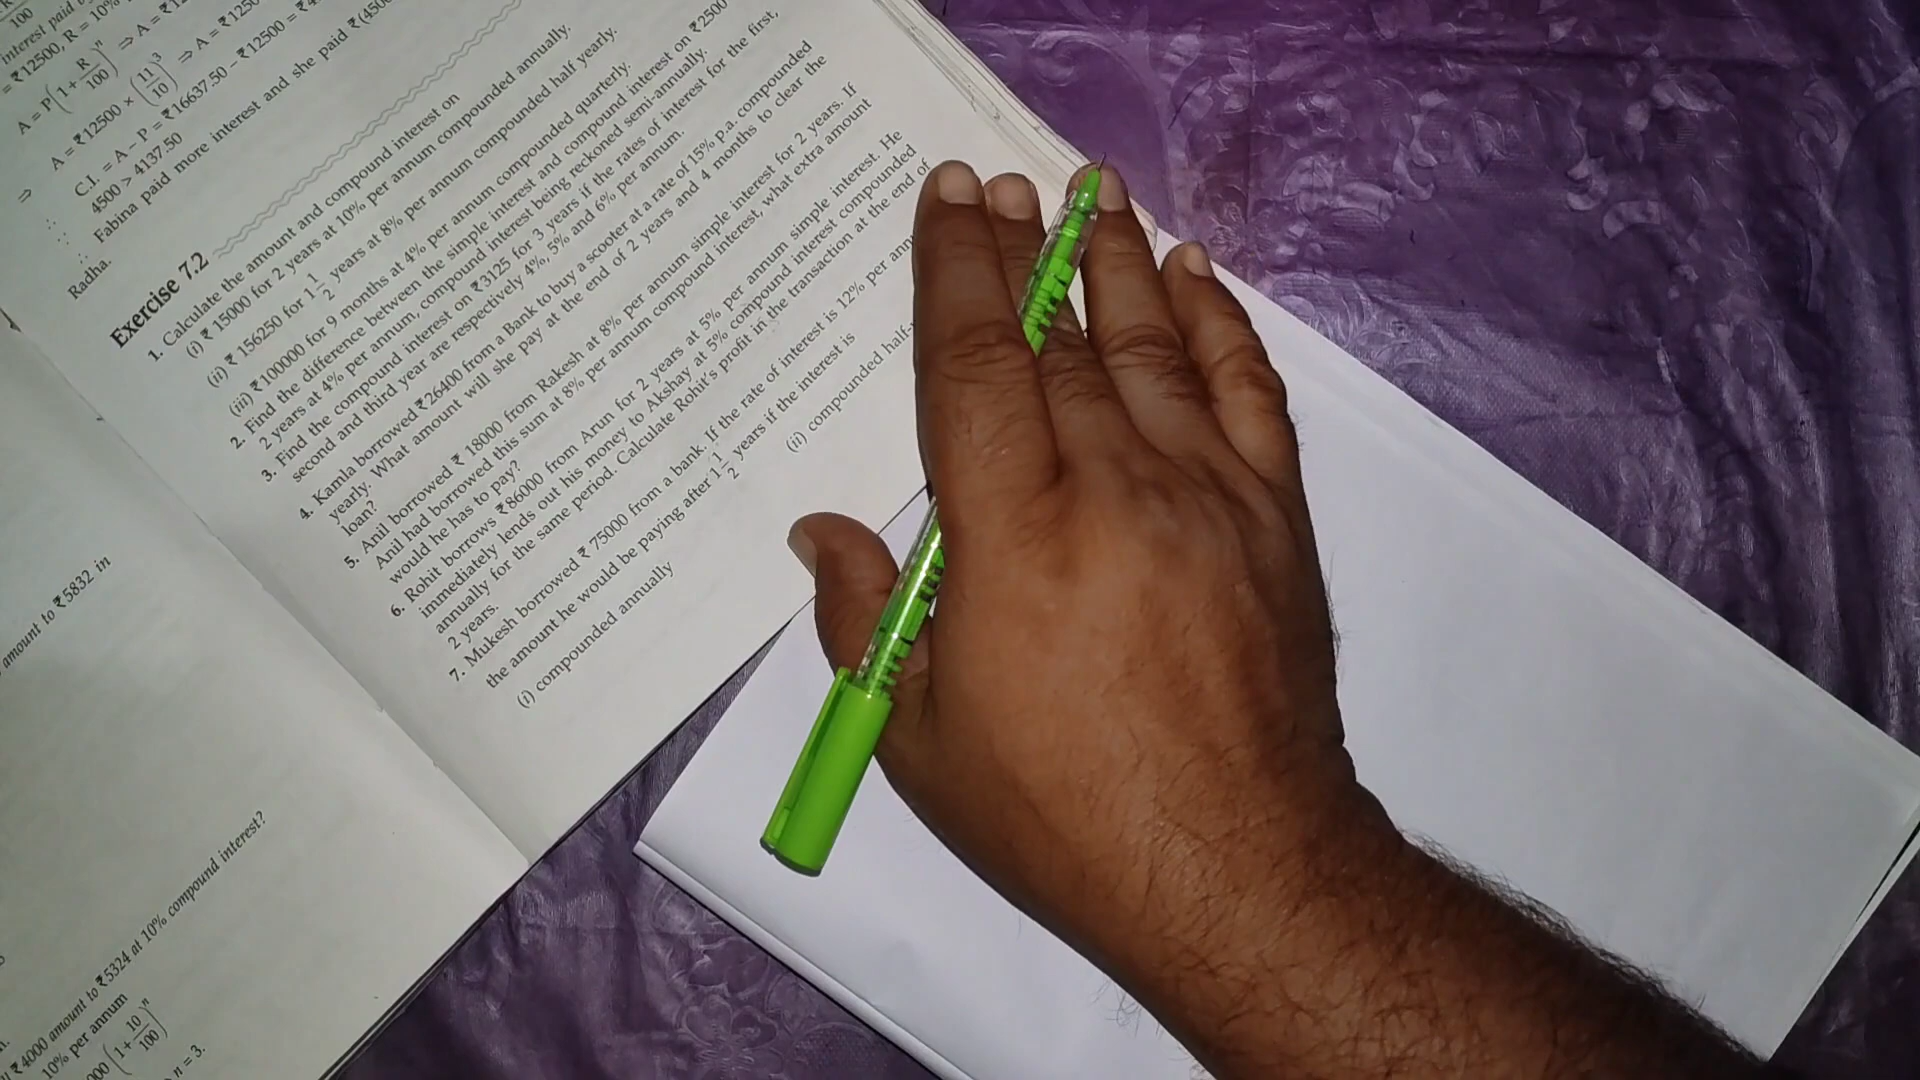 amount to ₹5832 in
₹4000 amount to ₹5324 at 10% compound interest?
10% per annum
(1 + 10/100)ⁿ
n = 3.
100
interest paid
= ₹12500, R = 10%
A = P(1 + R/100)ⁿ ⇒ A = ₹12
⇒ A = ₹12500 × (11/10)³ ⇒ A = ₹1250
∴ C.I. = A – P = ₹16637.50 – ₹12500 =
∴ 4500 > 4137.50
∴ Fabina paid more interest and she paid ₹(450
Radha.
Exercise 7.2
1. Calculate the amount and compound interest on
(i) ₹ 15000 for 2 years at 10% per annum compounded annually.
(ii) ₹ 156250 for 1 1/2 years at 8% per annum compounded half yearly.
(iii) ₹100000 for 9 months at 4% per annum compounded quarterly.
2. Find the difference between the simple interest and compound interest on ₹2500
2 years at 4% per annum, compound interest being reckoned semi-annually.
3. Find the compound interest on ₹3125 for 3 years if the rates of interest for the first,
second and third year are respectively 4%, 5% and 6% per annum.
4. Kamla borrowed ₹26400 from a Bank to buy a scooter at a rate of 15% p.a. compounded
yearly. What amount will she pay at the end of 2 years and 4 months to clear the
loan?
5. Anil borrowed ₹ 18000 from Rakesh at 8% per annum simple interest for 2 years. If
Anil had borrowed this sum at 8% per annum compound interest, what extra amount
would he has to pay?
6. Rohit borrows ₹86000 from Arun for 2 years at 5% per annum simple interest. He
immediately lends out his money to Akshay at 5% compound interest compounded
annually for the same period. Calculate Rohit's profit in the transaction at the end of
2 years.
7. Mukesh borrowed ₹ 75000 from a bank. If the rate of interest is 12% per ann
the amount he would be paying after 1 1/2 years if the interest is
(i) compounded annually (ii) compounded half-